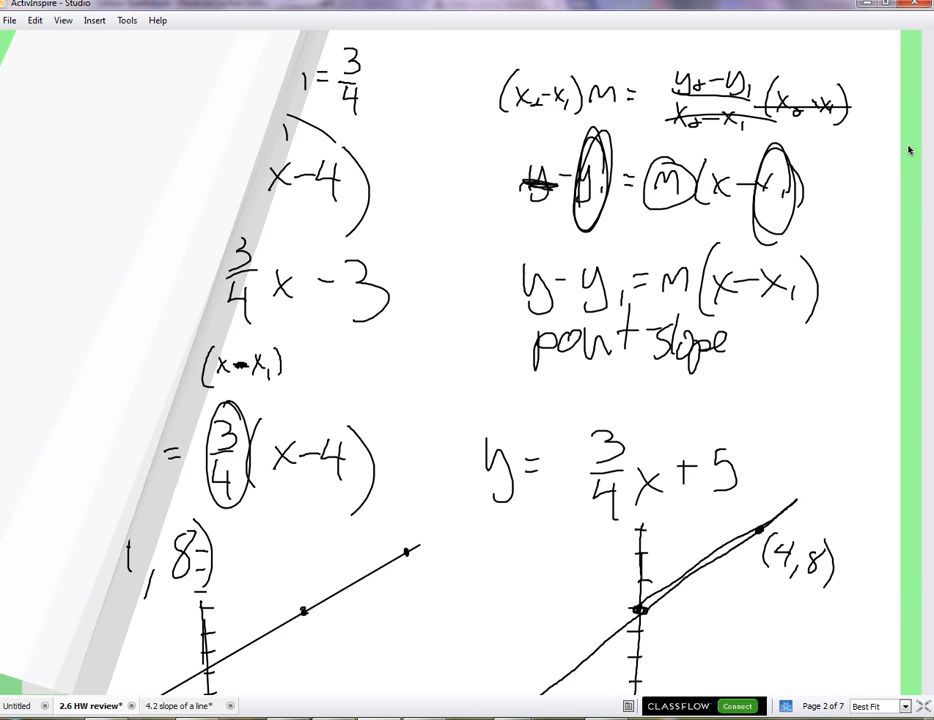 ActivInspire - Studio
File Edit View Insert Tools Help
1 = 3/4
x-4)
3/4 x - 3
(x-x₁)
= 3/4 (x-4)
, 8)
(x₂-x₁) m = y₂-y₁ / x₂-x₁ (x₂-x₁)
y - y₁ = m(x-x₁)
y - y₁ = m(x-x₁)
point-slope
y = 3/4 x + 5
(4,8)
Untitled 2.6 HW review* 4.2 slope of a line* CLASSFLOW Connect Page 2 of 7 Best Fit